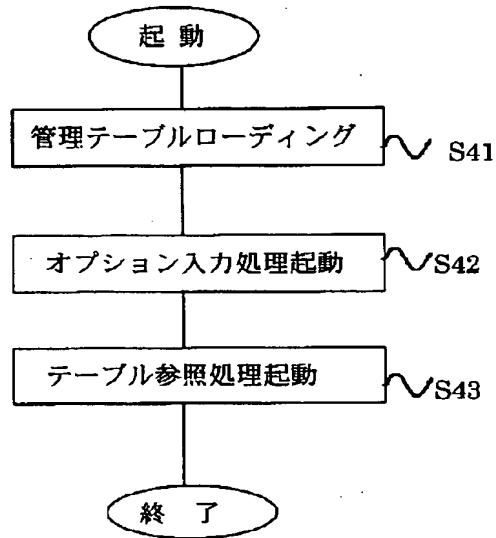 起 動
管理テーブルローディング
S41
オプション入力処理起動
S42
テーブル参照処理起動
S43
終 了